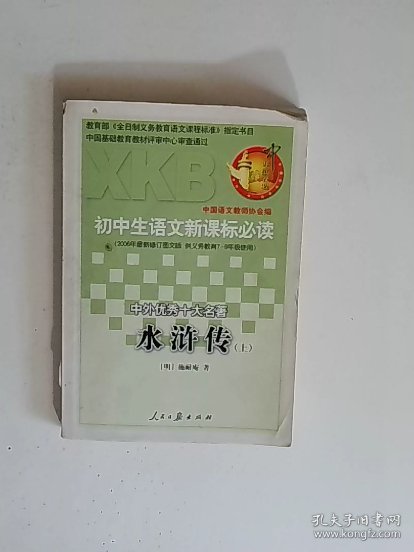 教育部《全日制义务教育语文课程标准》指定书目
中国基础教育教材评审中心审查通过
XKB
中国语文教师协会编
初中生语文新课标必读
(2006年最新修订图文版 供义务教育7-9年级使用)
中外优秀十大名著
水浒传(上)
[明] 施耐庵 著
人民日报出版社
孔夫子旧书网
www.kongfz.com